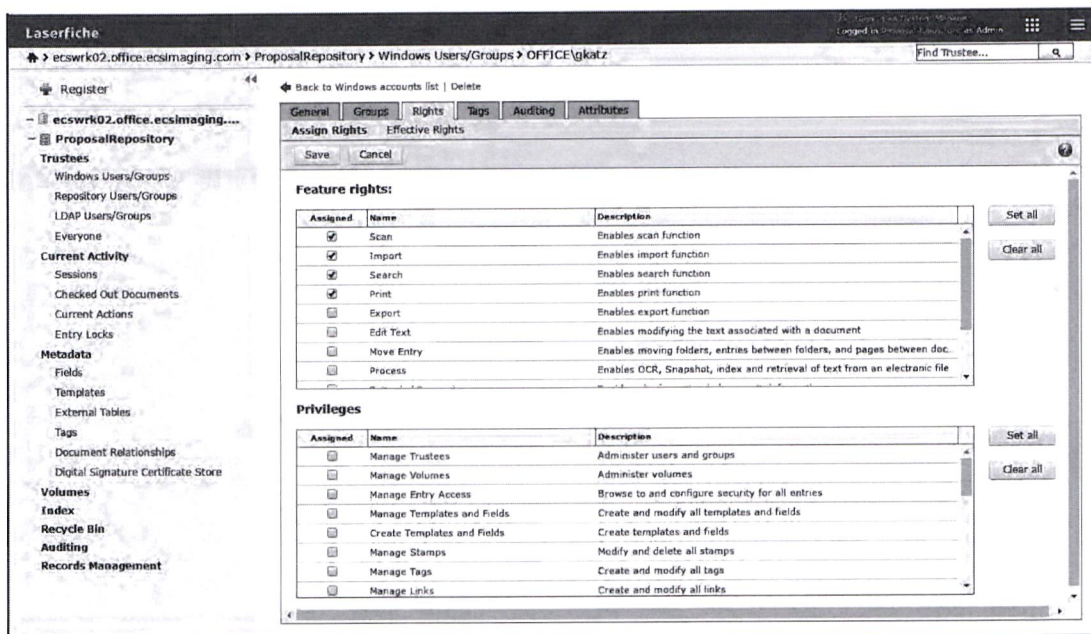 Laserfiche
Logged in as Admin
> ecswrk02.office.ecsimaging.com > ProposalRepository > Windows Users/Groups > OFFICE\gkatz
Find Trustee...
Register
Back to Windows accounts list | Delete
– ecswrk02.office.ecsimaging....
– ProposalRepository
Trustees
Windows Users/Groups
Repository Users/Groups
LDAP Users/Groups
Everyone
Current Activity
Sessions
Checked Out Documents
Current Actions
Entry Locks
Metadata
Fields
Templates
External Tables
Tags
Document Relationships
Digital Signature Certificate Store
Volumes
Index
Recycle Bin
Auditing
Records Management
General Groups Rights Tags Auditing Attributes
Assign Rights Effective Rights
Save Cancel
Feature rights:
Assigned Name Description
Scan Enables scan function
Import Enables import function
Search Enables search function
Print Enables print function
Export Enables export function
Edit Text Enables modifying the text associated with a document
Move Entry Enables moving folders, entries between folders, and pages between doc..
Process Enables OCR, Snapshot, index and retrieval of text from an electronic file
Set all
Clear all
Privileges
Assigned Name Description
Manage Trustees Administer users and groups
Manage Volumes Administer volumes
Manage Entry Access Browse to and configure security for all entries
Manage Templates and Fields Create and modify all templates and fields
Create Templates and Fields Create templates and fields
Manage Stamps Modify and delete all stamps
Manage Tags Create and modify all tags
Manage Links Create and modify all links
Set all
Clear all